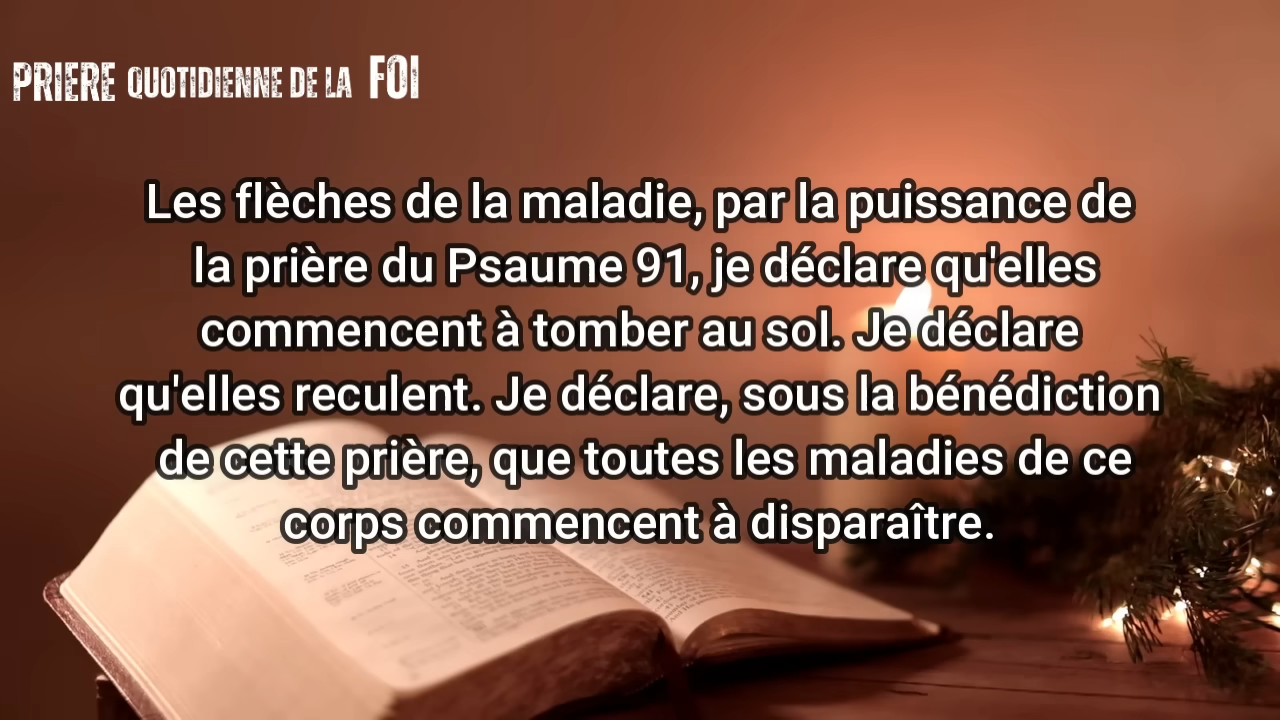 PRIERE QUOTIDIENNE DE LA FOI
Les flèches de la maladie, par la puissance de
la prière du Psaume 91, je déclare qu'elles
commencent à tomber au sol. Je déclare
qu'elles reculent. Je déclare, sous la bénédiction
de cette prière, que toutes les maladies de ce
corps commencent à disparaître.